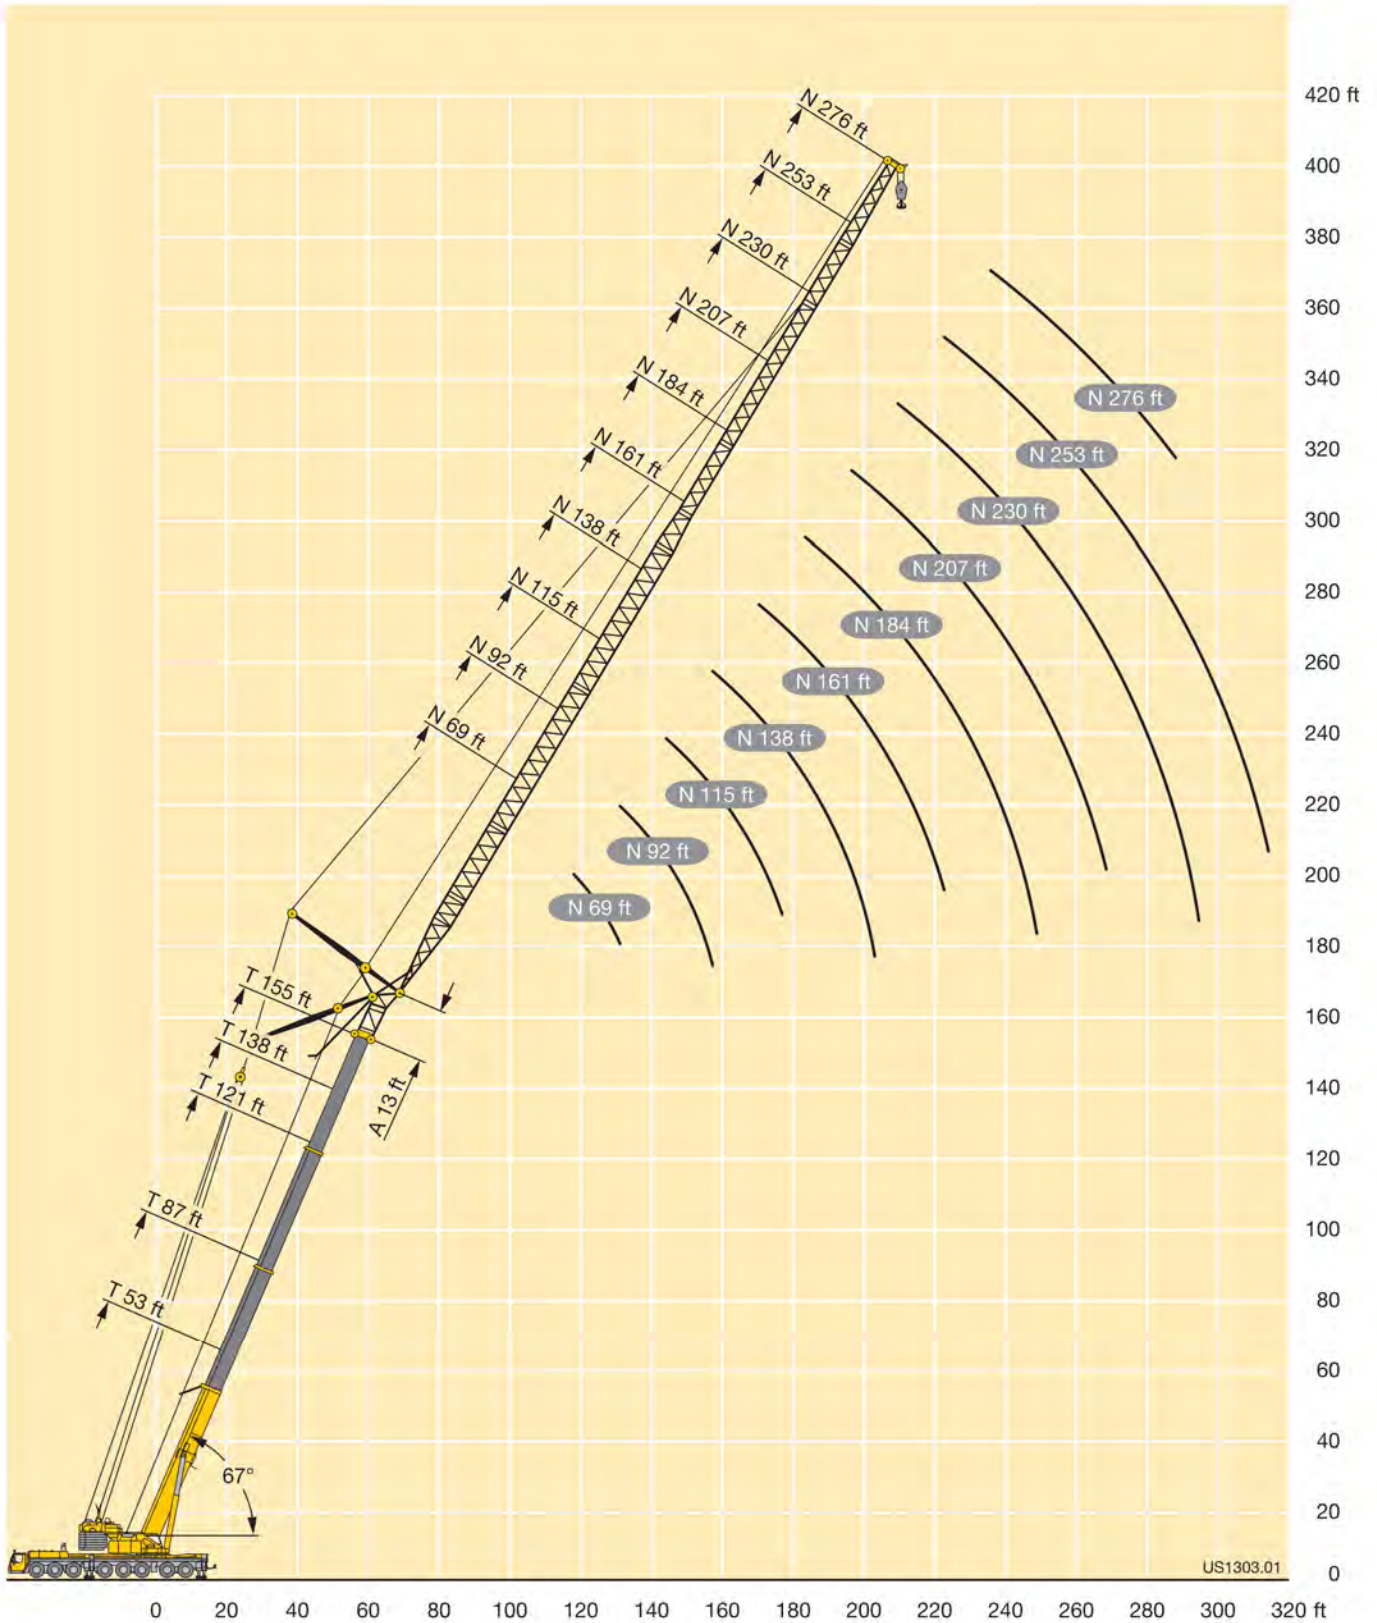 420 ft
400
380
360
340
320
300
280
260
240
220
200
180
160
140
120
100
80
60
40
20
0
N 276 ft
N 253 ft
N 230 ft
N 207 ft
N 184 ft
N 161 ft
N 138 ft
N 115 ft
N 92 ft
N 69 ft
N 276 ft
N 253 ft
N 230 ft
N 207 ft
N 184 ft
N 161 ft
N 138 ft
N 115 ft
N 92 ft
N 69 ft
T 155 ft
T 138 ft
T 121 ft
A 13 ft
T 87 ft
T 53 ft
67°
US1303.01
0 20 40 60 80 100 120 140 160 180 200 220 240 260 280 300 320 ft